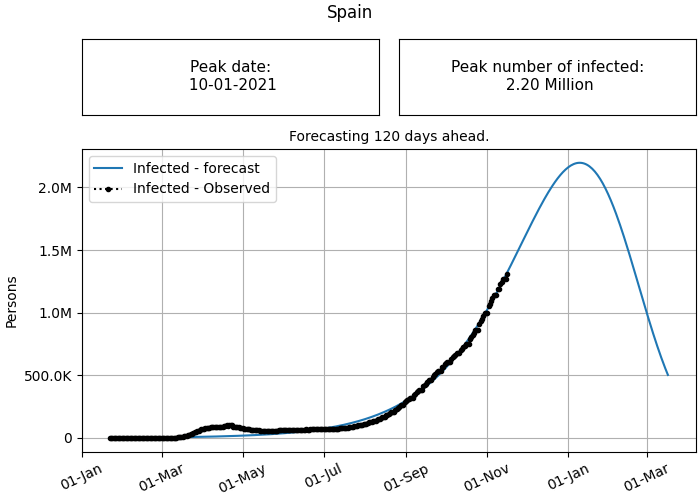 Spain
Peak date:
10-01-2021
Peak number of infected:
2.20 Million
Forecasting 120 days ahead.
Infected - forecast
Infected - Observed
2.0M
1.5M
1.0M
500.0K
0
Persons
01-Jan
01-Mar
01-May
01-Jul
01-Sep
01-Nov
01-Jan
01-Mar